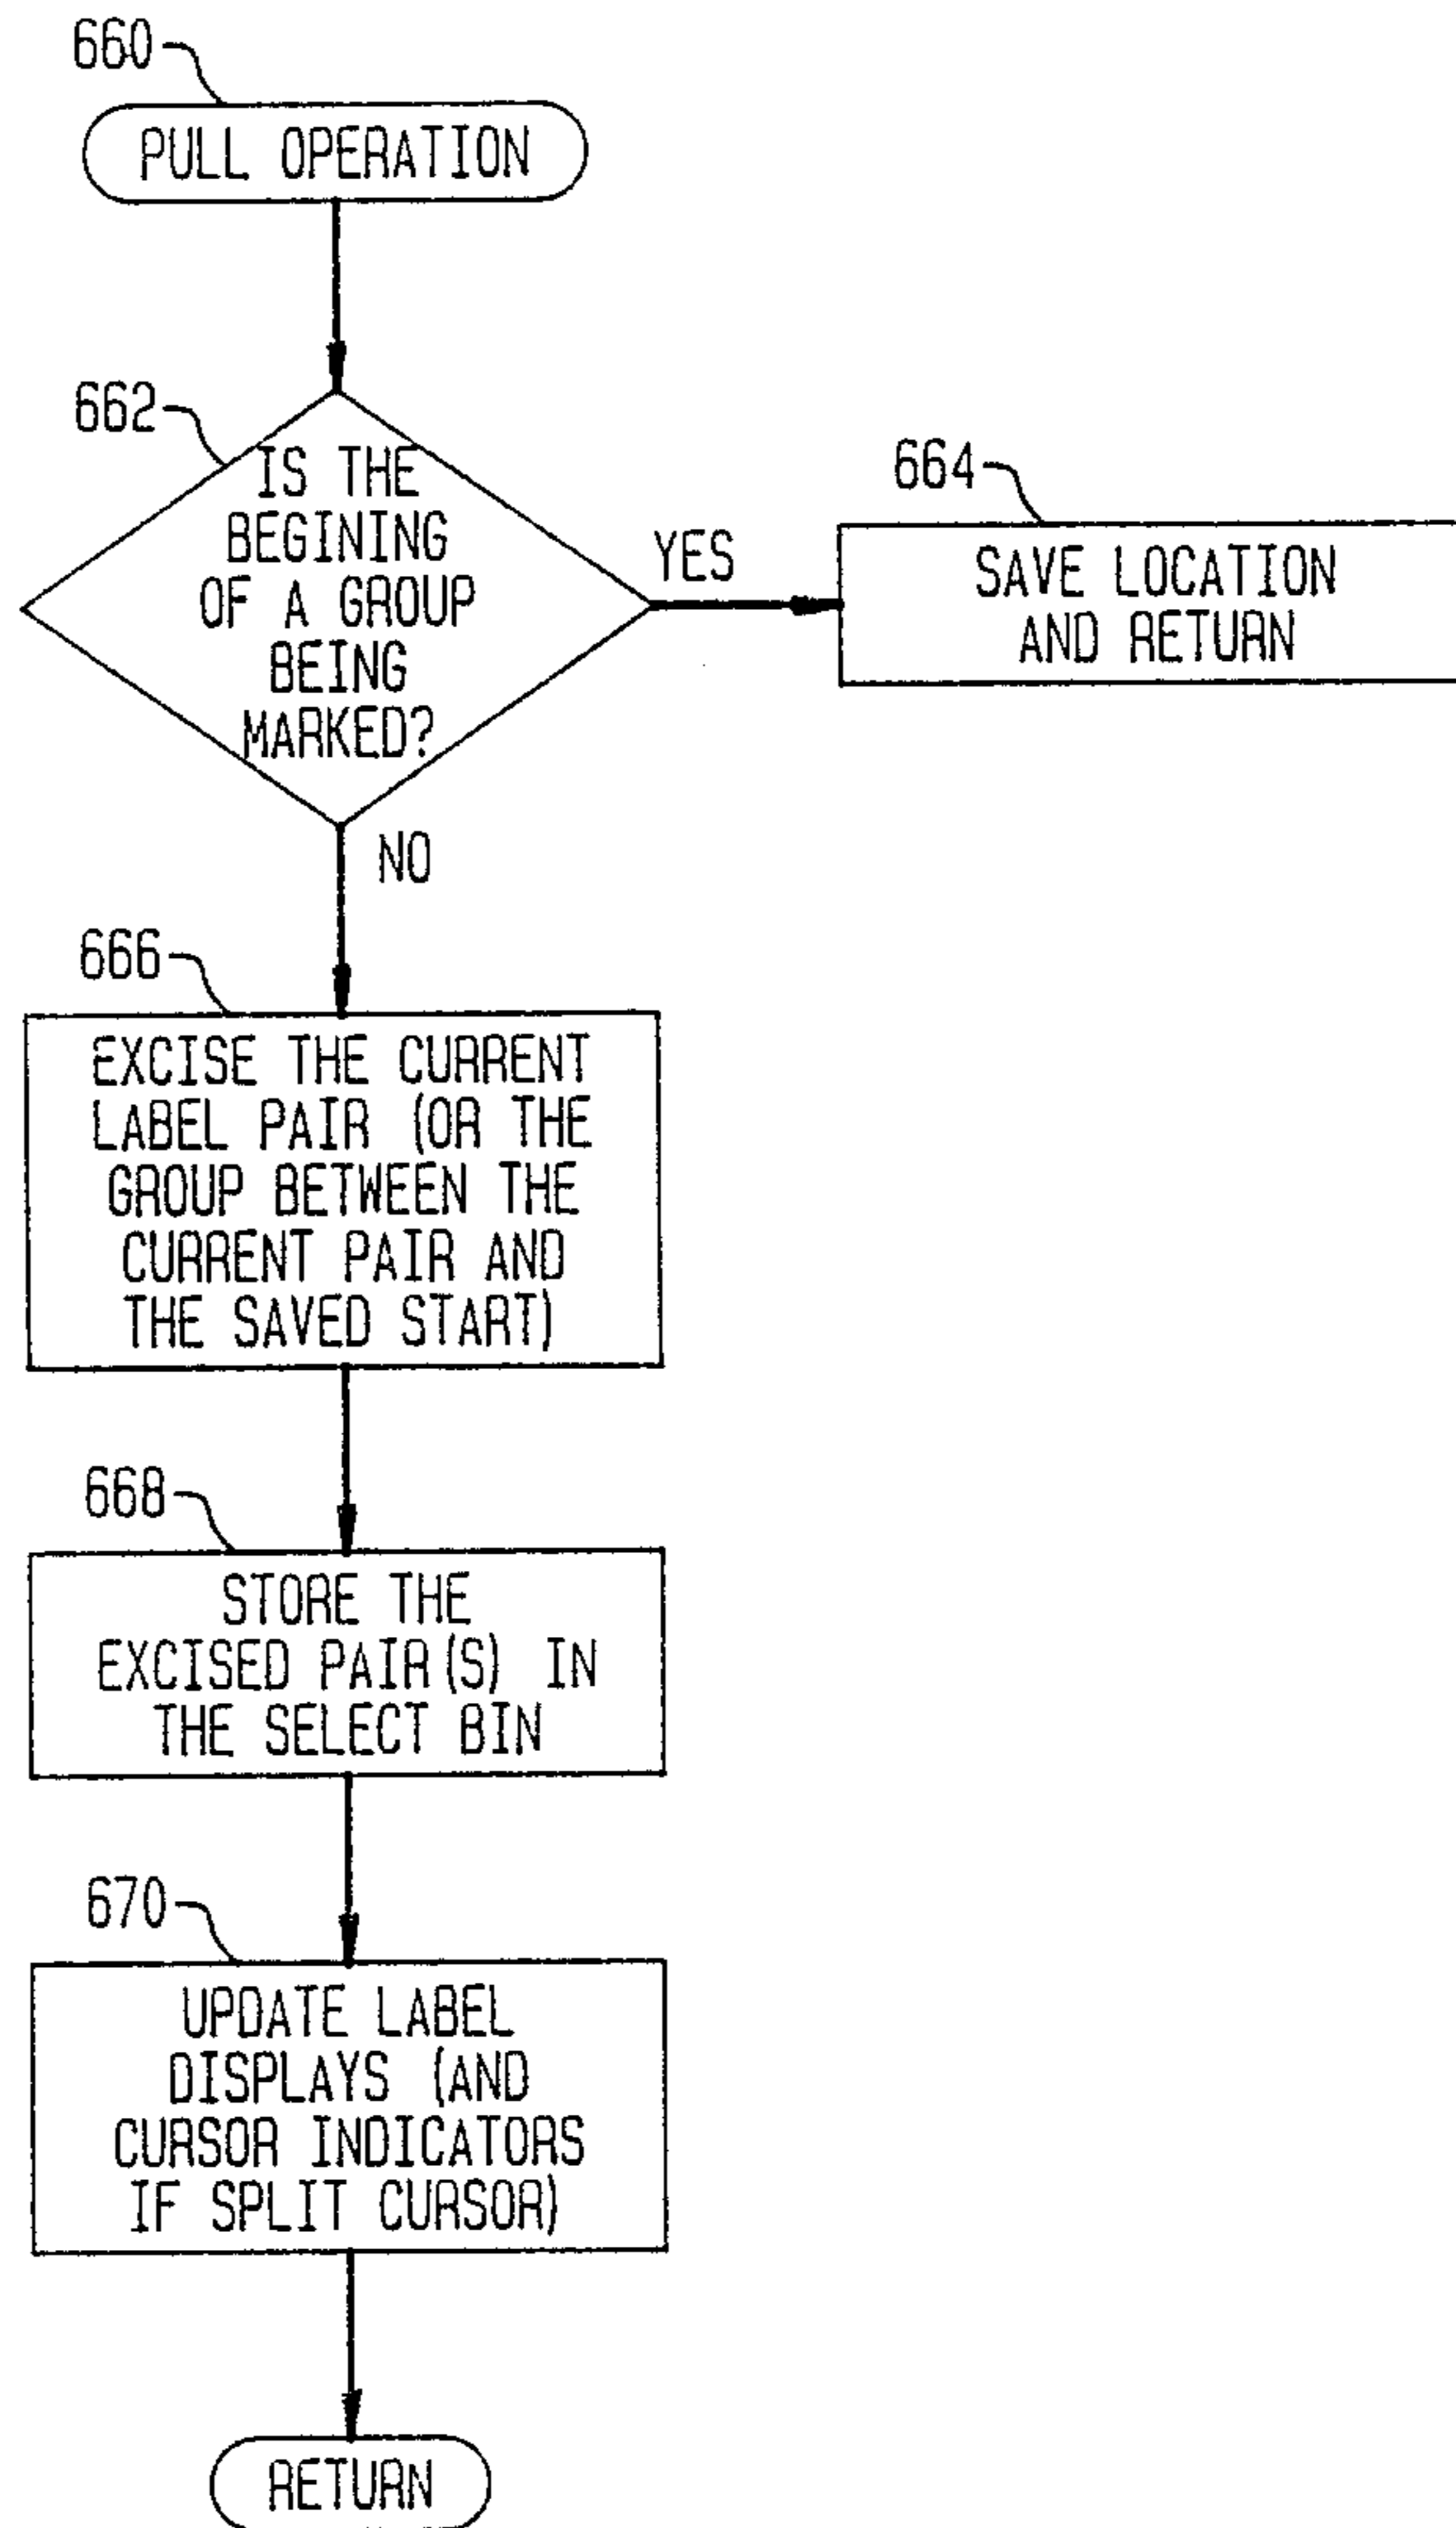 660
PULL OPERATION
662
IS THE
BEGINING
OF A GROUP
BEING
MARKED?
YES
664
SAVE LOCATION
AND RETURN
NO
666
EXCISE THE CURRENT
LABEL PAIR (OR THE
GROUP BETWEEN THE
CURRENT PAIR AND
THE SAVED START)
668
STORE THE
EXCISED PAIR(S) IN
THE SELECT BIN
670
UPDATE LABEL
DISPLAYS (AND
CURSOR INDICATORS
IF SPLIT CURSOR)
RETURN